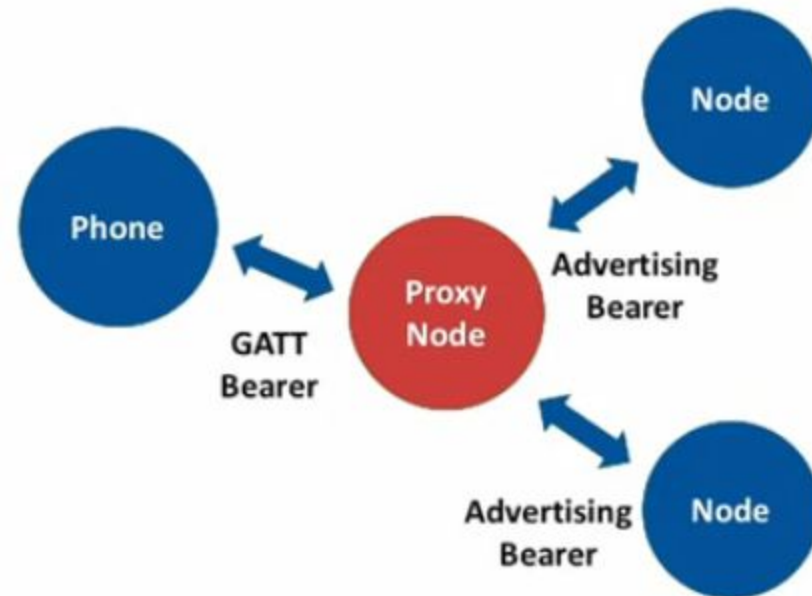 Node
Phone
Advertising
Bearer
Proxy
Node
GATT
Bearer
Advertising
Bearer
Node